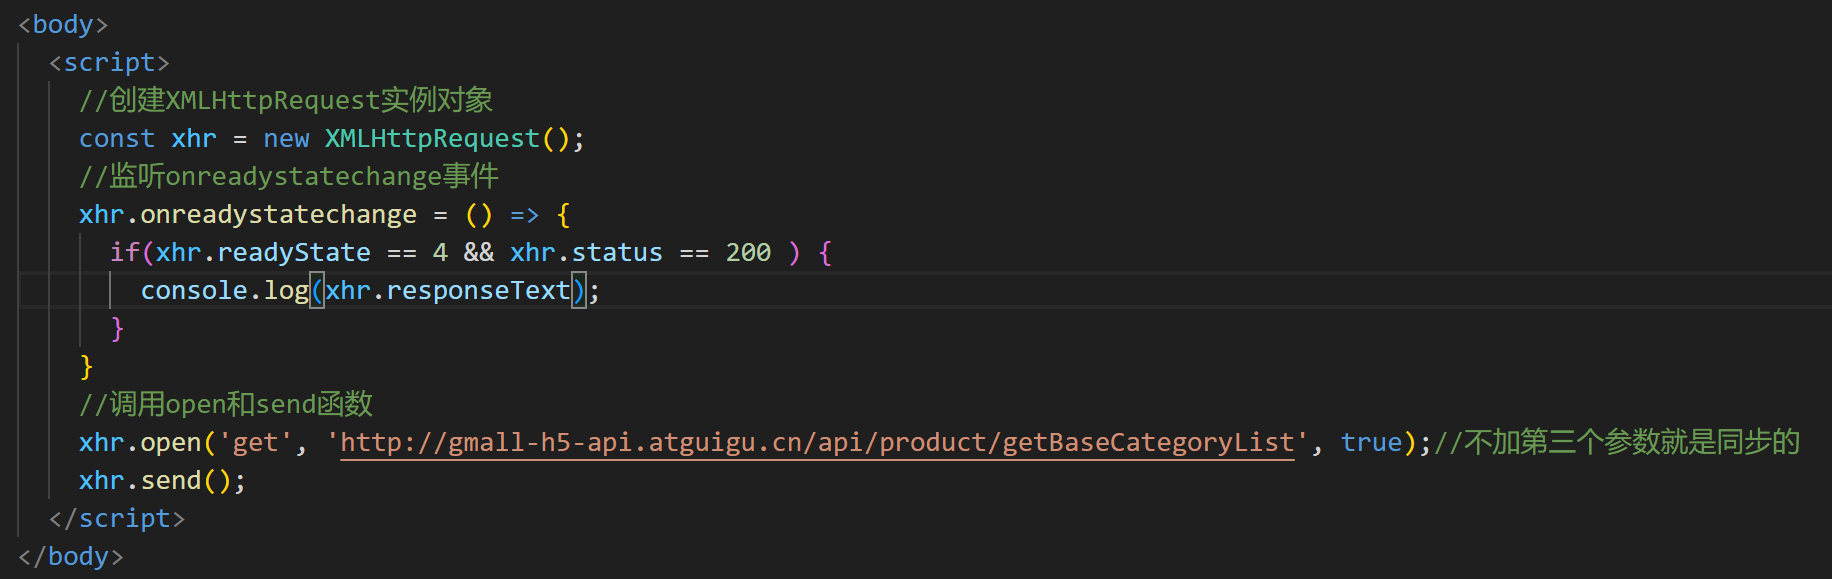 <body>
<script>
//创建XMLHttpRequest实例对象
const xhr = new XMLHttpRequest();
//监听onreadystatechange事件
xhr.onreadystatechange = () => {
if(xhr.readyState == 4 && xhr.status == 200 ) {
console.log(xhr.responseText);
}
}
//调用open和send函数
xhr.open('get', 'http://gmall-h5-api.atguigu.cn/api/product/getBaseCategoryList', true);//不加第三个参数就是同步的
xhr.send();
</script>
</body>